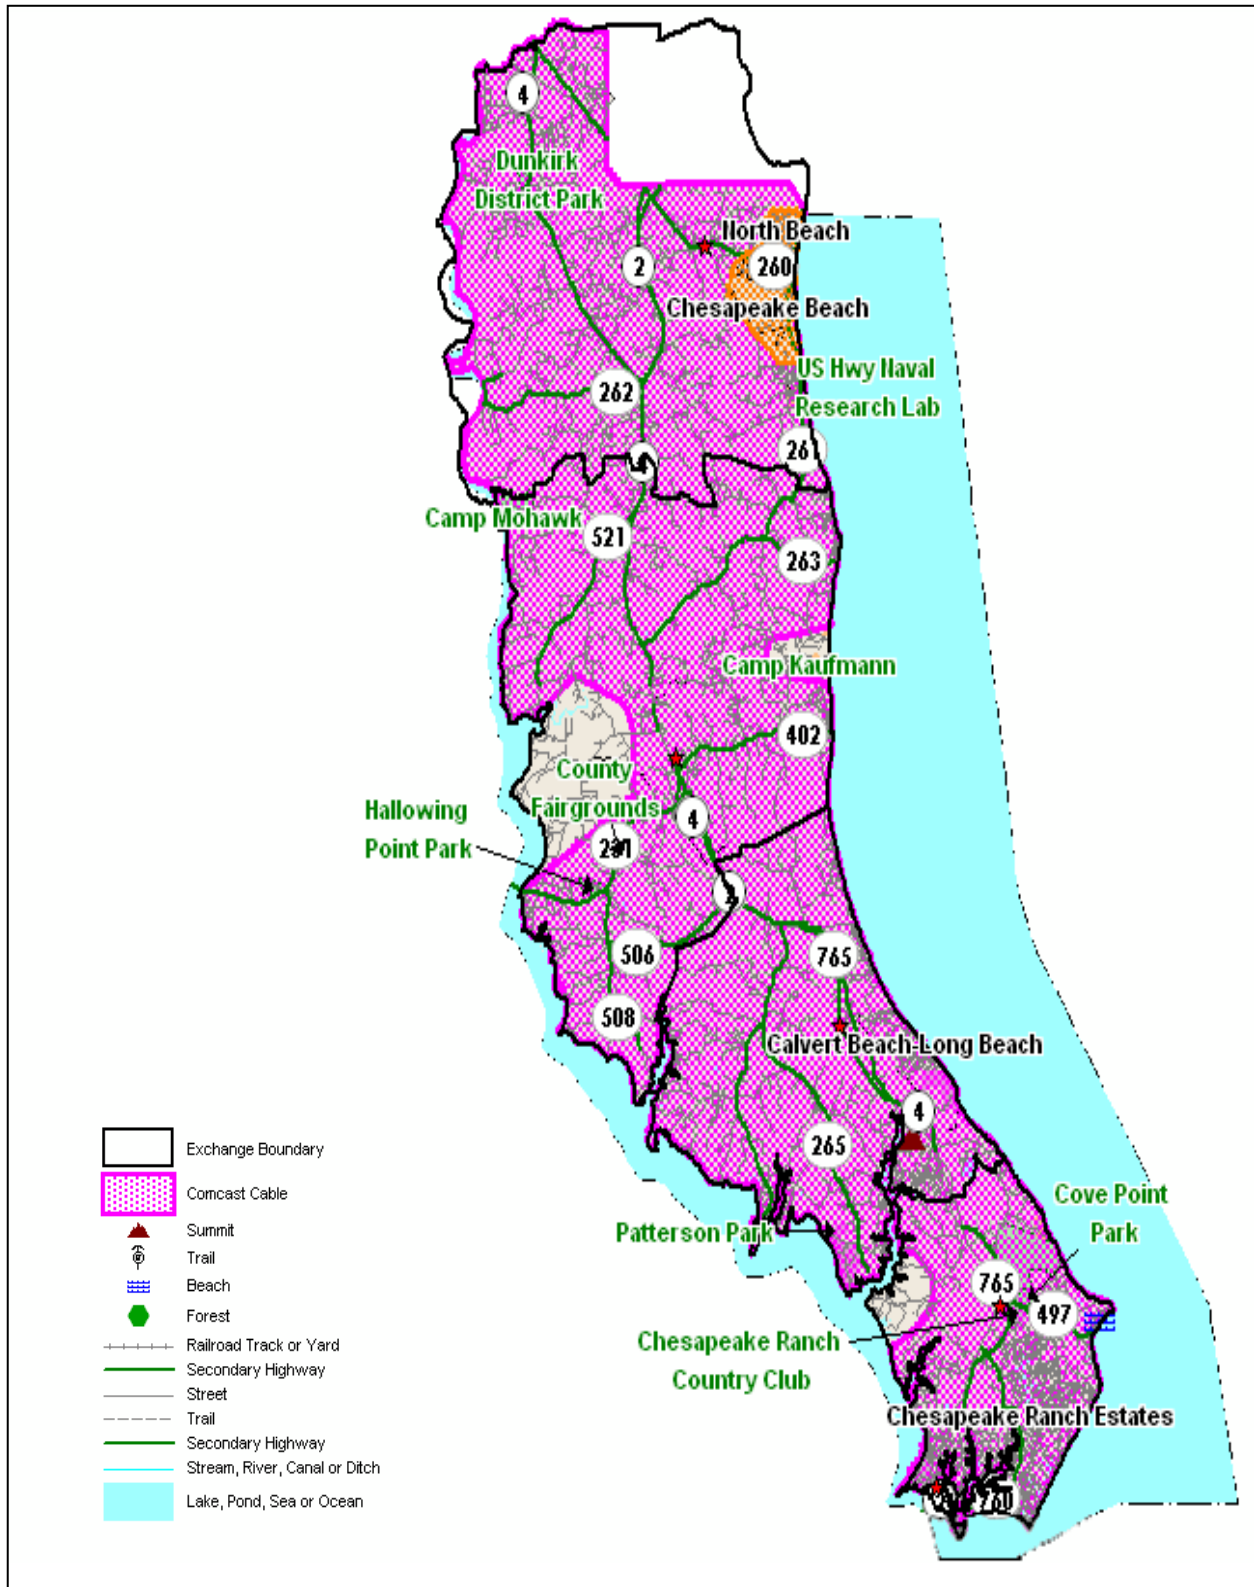 4
Dunkirk
District Park
North Beach
2
260
Chesapeake Beach
US Hwy Naval
Research Lab
262
261
4
Camp Mohawk
521
263
Camp Kaufmann
402
County
Fairgrounds
Hallowing
Point Park
4
506
765
508
Calvert Beach-Long Beach
4
265
Cove Point
Park
Patterson Park
765
497
Chesapeake Ranch
Country Club
Chesapeake Ranch Estates
760
Exchange Boundary
Comcast Cable
Summit
Trail
Beach
Forest
Railroad Track or Yard
Secondary Highway
Street
Trail
Secondary Highway
Stream, River, Canal or Ditch
Lake, Pond, Sea or Ocean